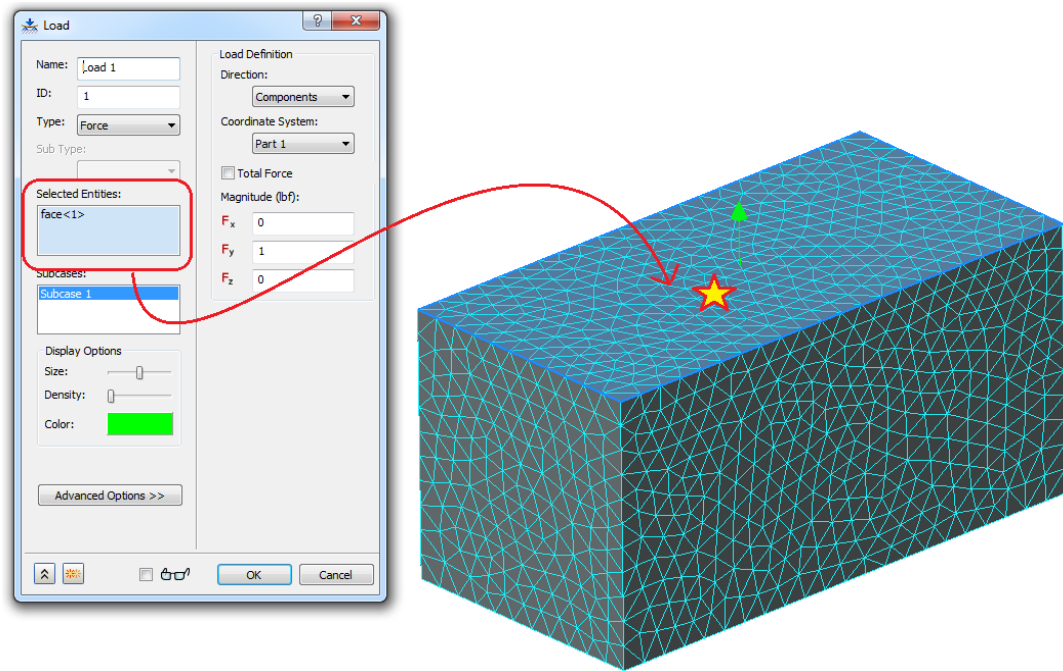 Load
Name:
Load 1
ID:
1
Type:
Force
Sub Type:
Selected Entities:
face<1>
Subcases:
Subcase 1
Display Options
Size:
Density:
Color:
Advanced Options >>
Load Definition
Direction:
Components
Coordinate System:
Part 1
Total Force
Magnitude (lbf):
Fx 0
Fy 1
Fz 0
OK
Cancel